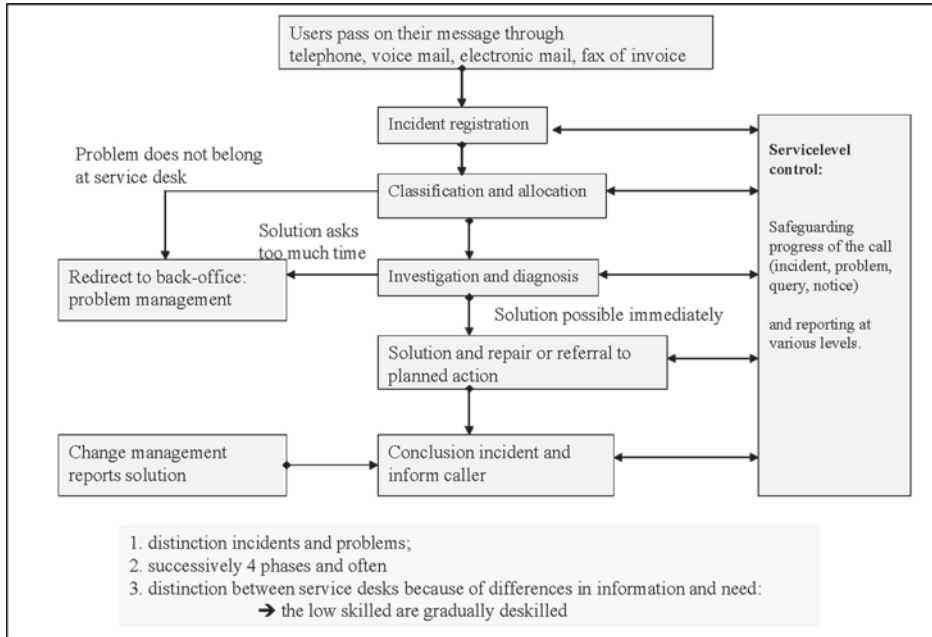 Users pass on their message through
telephone, voice mail, electronic mail, fax of invoice
Incident registration
Problem does not belong
at service desk
Classification and allocation
Solution asks
too much time
Redirect to back-office:
problem management
Investigation and diagnosis
Solution possible immediately
Solution and repair or referral to
planned action
Change management
reports solution
Conclusion incident and
inform caller
Servicelevel
control:
Safeguarding
progress of the call
(incident, problem,
query, notice)
and reporting at
various levels.
1. distinction incidents and problems;
2. successively 4 phases and often
3. distinction between service desks because of differences in information and need:
➔ the low skilled are gradually deskilled